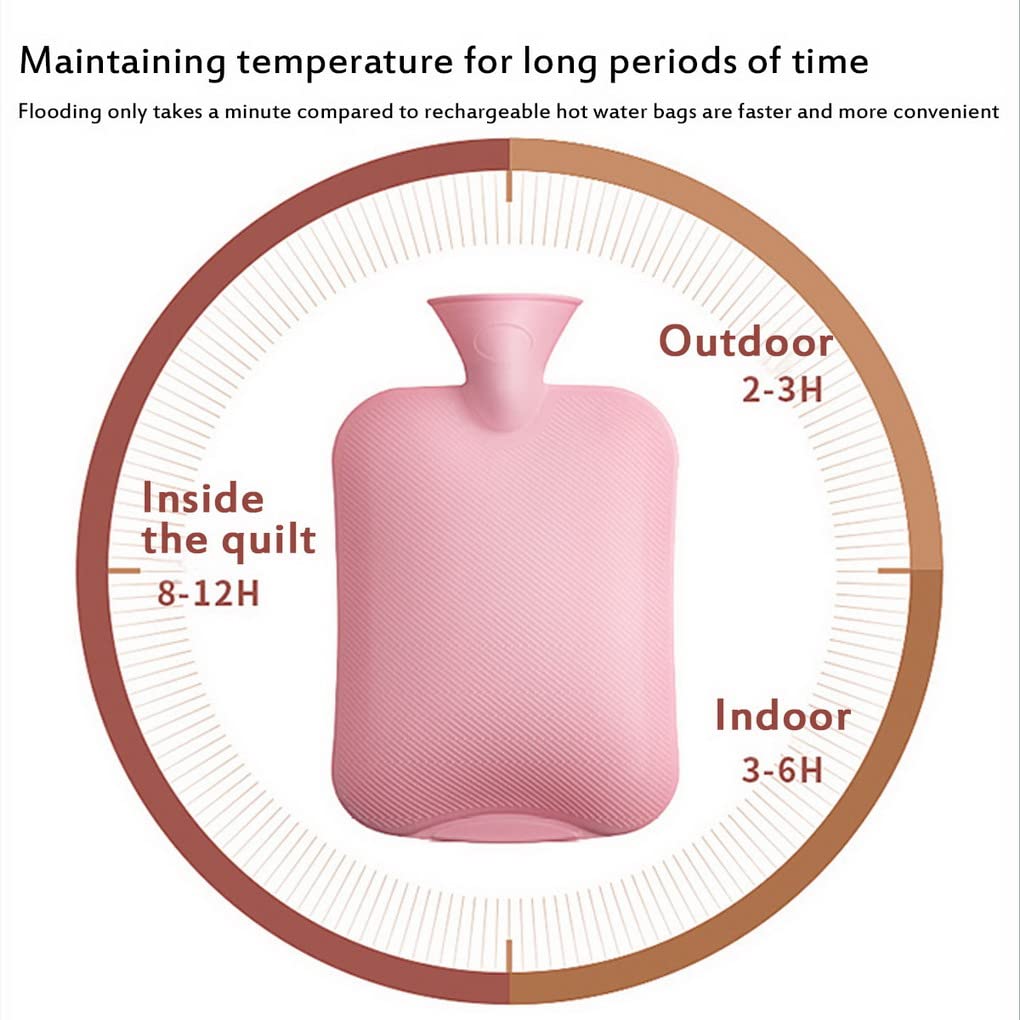 Maintaining temperature for long periods of time
Flooding only takes a minute compared to rechargeable hot water bags are faster and more convenient
Outdoor
2-3H
Inside
the quilt
8-12H
Indoor
3-6H